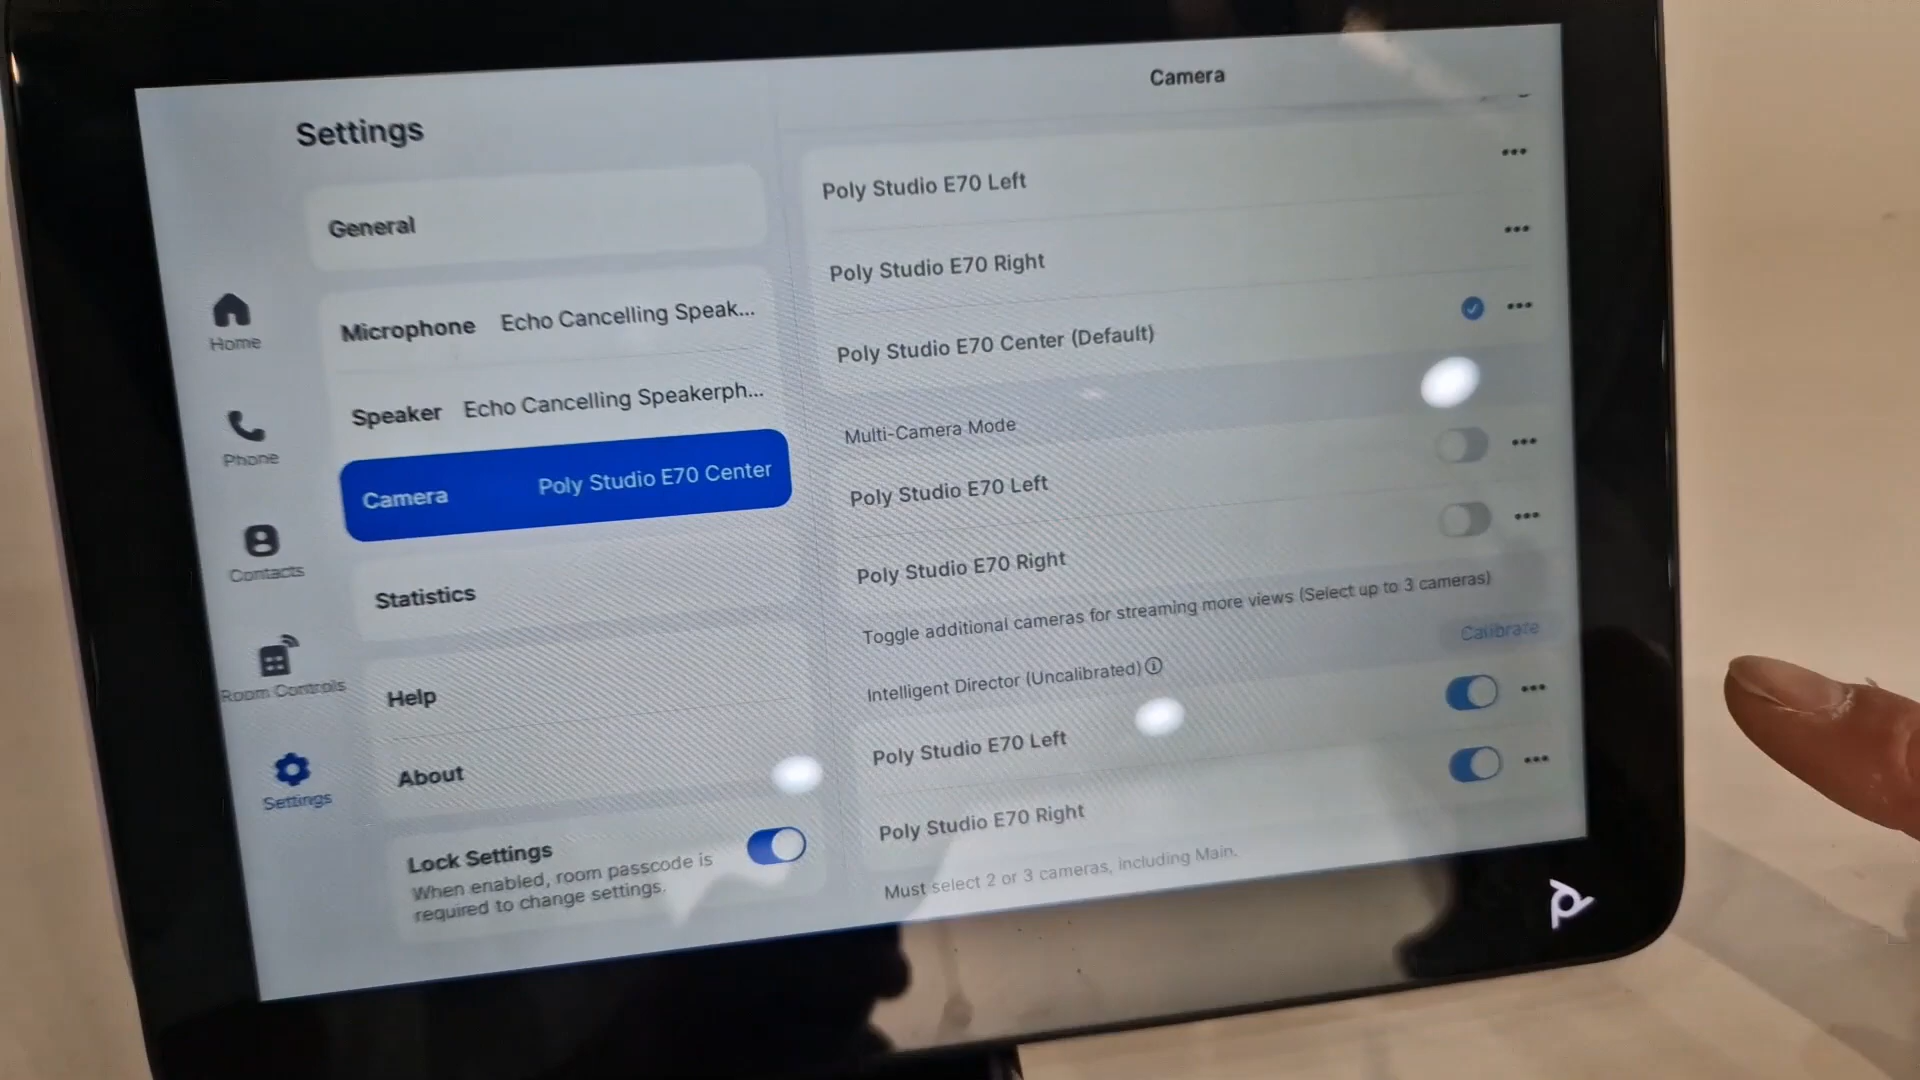 Settings
Home
Phone
Contacts
Room Controls
Settings
General
Microphone Echo Cancelling Speak...
Speaker Echo Cancelling Speakerph...
Camera Poly Studio E70 Center
Statistics
Help
About
Lock Settings
When enabled, room passcode is
required to change settings.
Camera
Poly Studio E70 Left
Poly Studio E70 Right
Poly Studio E70 Center (Default)
Multi-Camera Mode
Poly Studio E70 Left
Poly Studio E70 Right
Toggle additional cameras for streaming more views (Select up to 3 cameras)
Intelligent Director (Uncalibrated)
Calibrate
Poly Studio E70 Left
Poly Studio E70 Right
Must select 2 or 3 cameras, including Main.